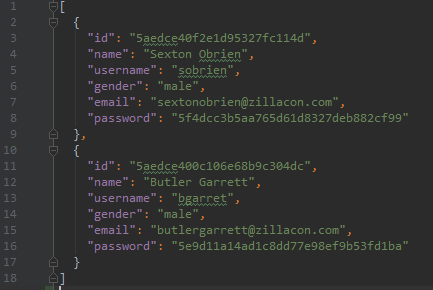 1 [
2 {
3 "id": "5aedce40f2e1d95327fc114d",
4 "name": "Sexton Obrien",
5 "username": "sobrien",
6 "gender": "male",
7 "email": "sextonobrien@zillacon.com",
8 "password": "5f4dcc3b5aa765d61d8327deb882cf99"
9 },
10 {
11 "id": "5aedce400c106e68b9c304dc",
12 "name": "Butler Garrett",
13 "username": "bgarret",
14 "gender": "male",
15 "email": "butlergarrett@zillacon.com",
16 "password": "5e9d11a14ad1c8dd77e98ef9b53fd1ba"
17 }
18 ]